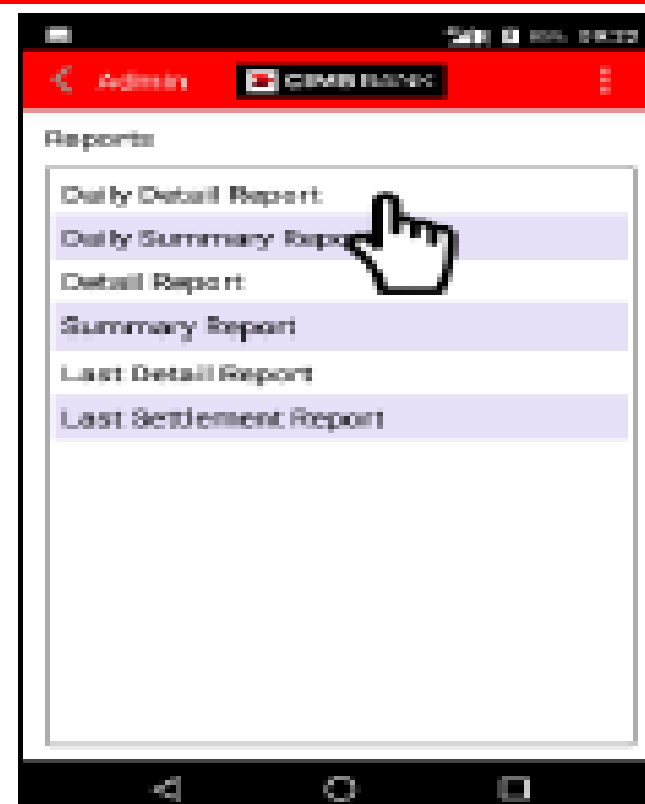 Admin
CIMB BANK
Reports
Daily Detail Report
Daily Summary Repo
Detail Report
Summary Report
Last Detail Report
Last Settlement Report